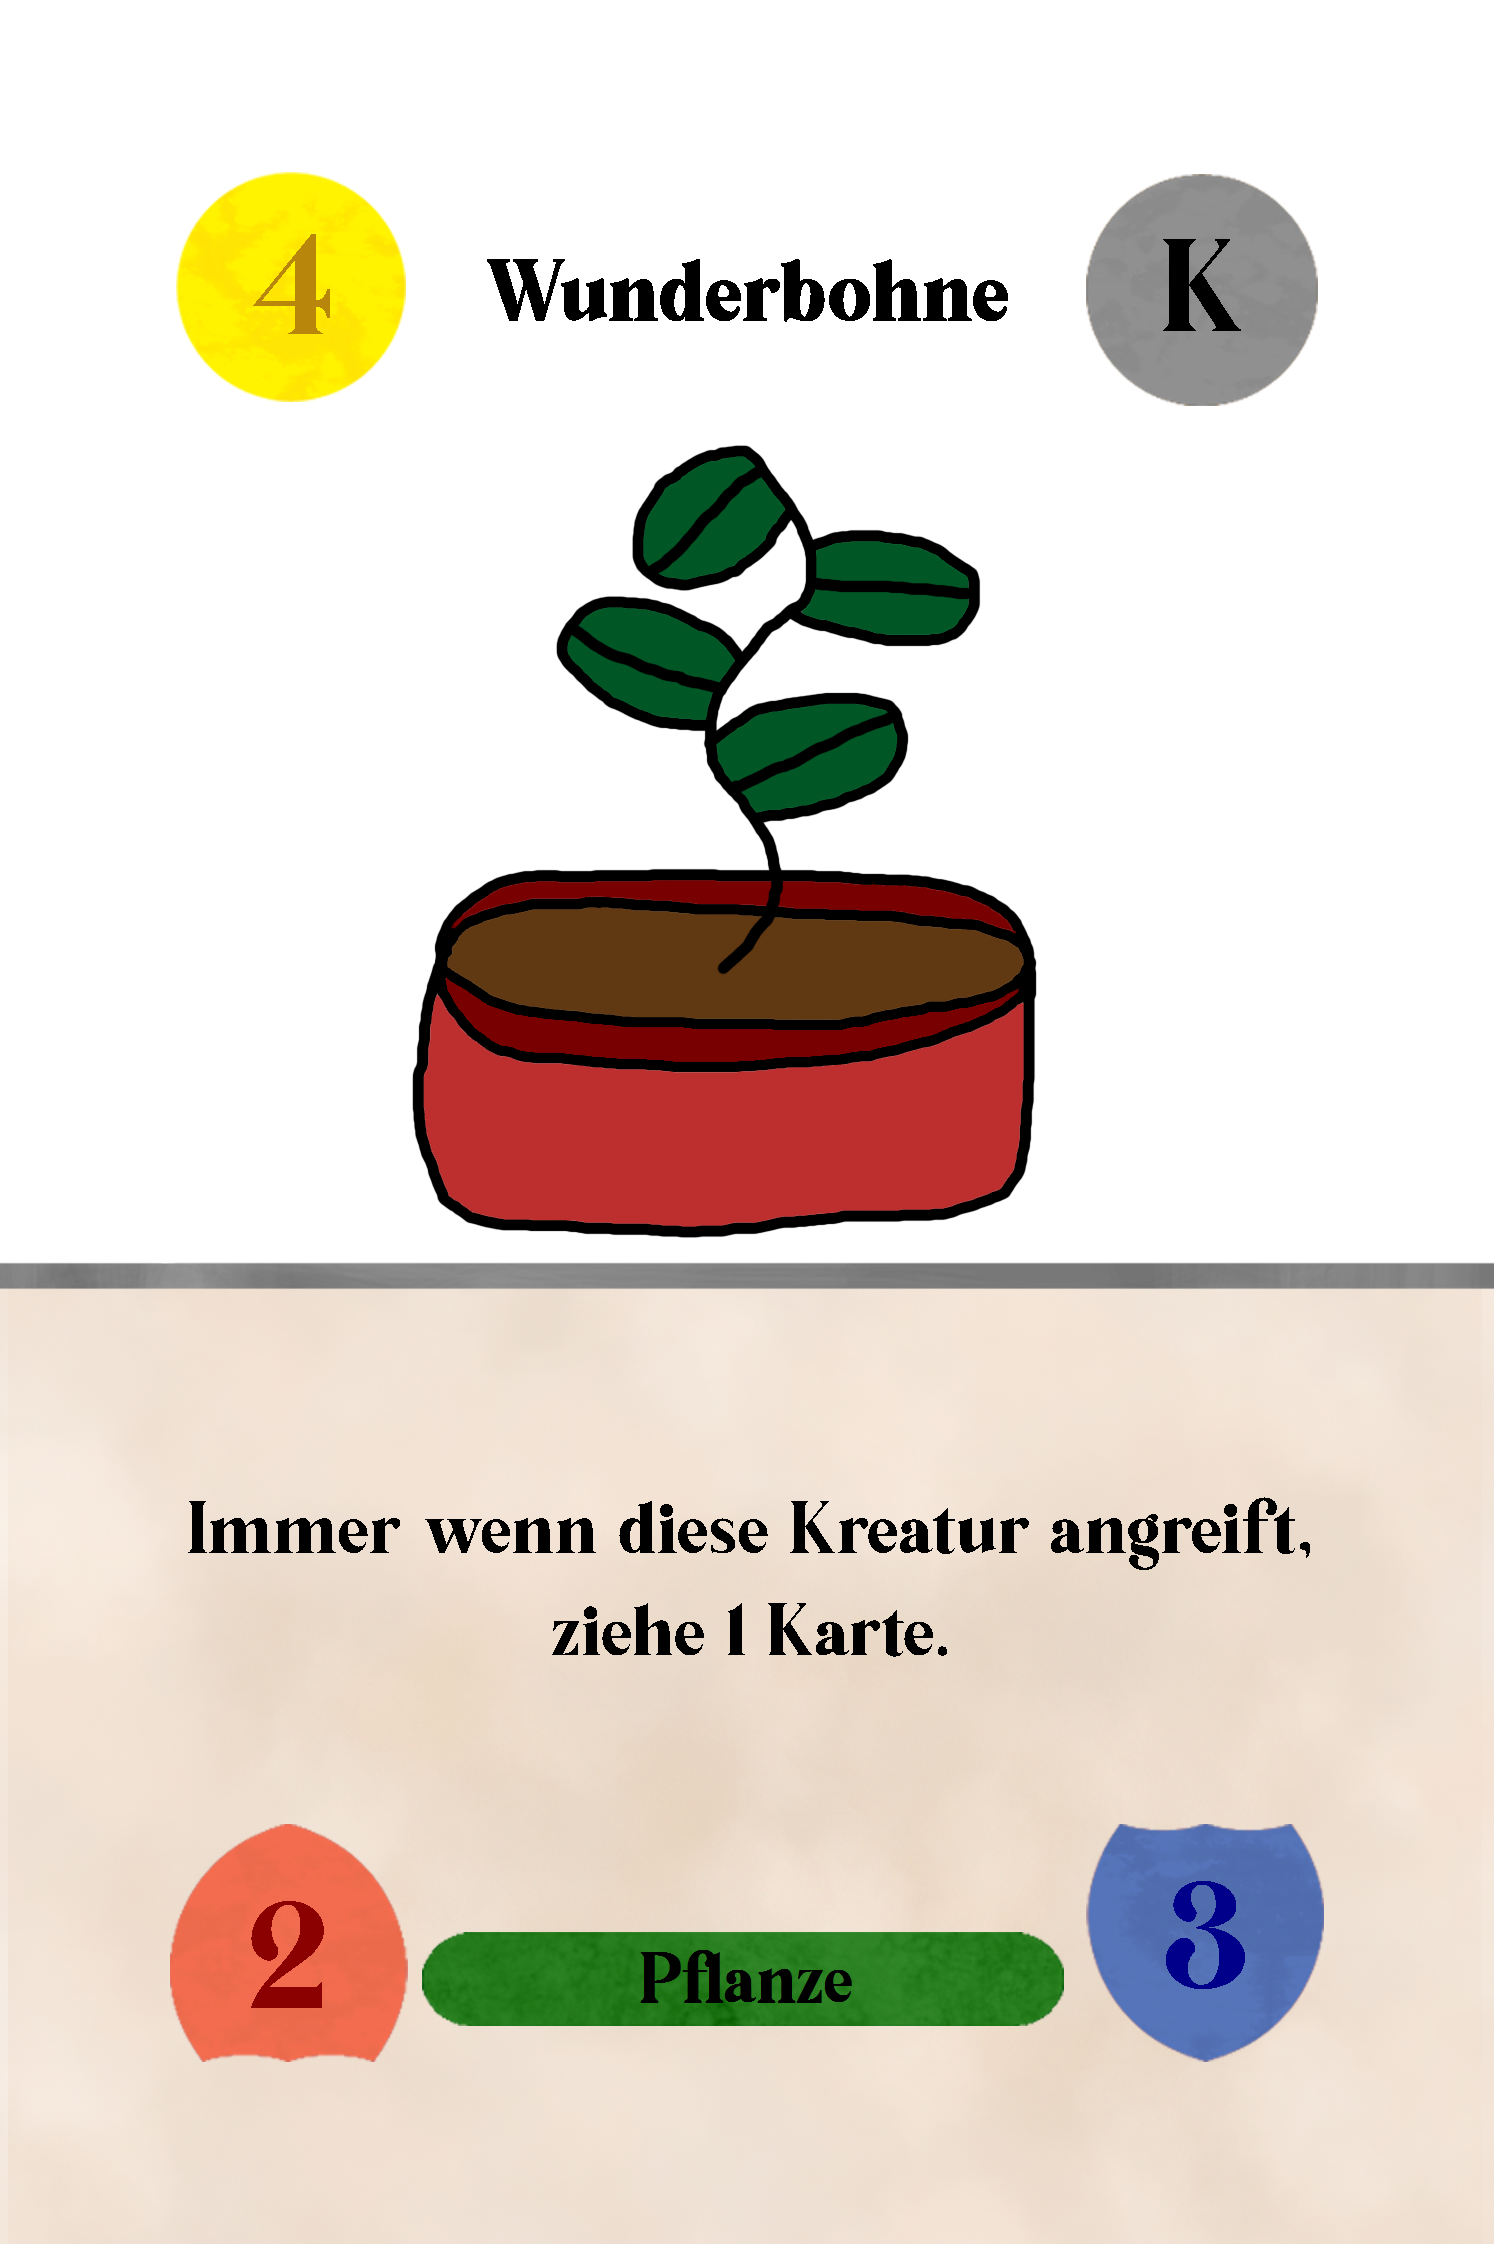 4
Wunderbohne
K
Immer wenn diese Kreatur angreift,
ziehe 1 Karte.
2
Pflanze
3